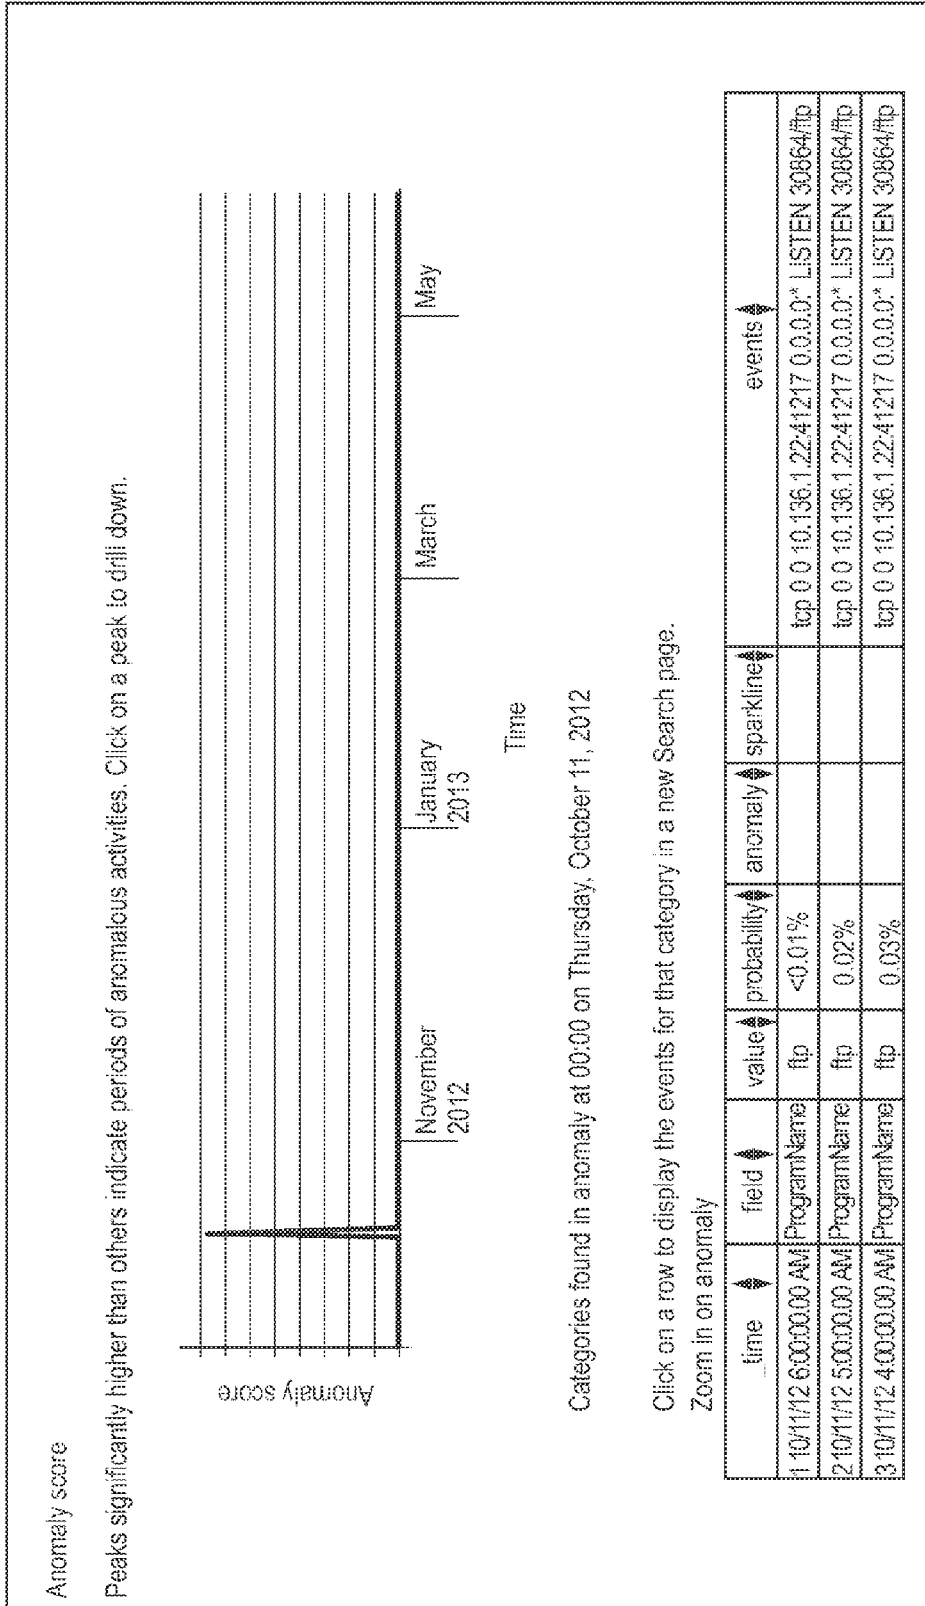 Anomaly score
Peaks significantly higher than others indicate periods of anomalous activities. Click on a peak to drill down.
Anomaly score
November
2012
January
2013
March
May
Time
Categories found in anomaly at 00:00 on Thursday, October 11, 2012
Click on a row to display the events for that category in a new Search page.
Zoom in on anomaly
_time field value probability anomaly sparkline events
1 10/11/12 6:00:00.00 AM ProgramName ftp <0.01% tcp 0 0 10.136.1.22:41217 0.0.0.0:* LISTEN 30864/ftp
2 10/11/12 5:00:00.00 AM ProgramName ftp 0.02% tcp 0 0 10.136.1.22:41217 0.0.0.0:* LISTEN 30864/ftp
3 10/11/12 4:00:00.00 AM ProgramName ftp 0.03% tcp 0 0 10.136.1.22:41217 0.0.0.0:* LISTEN 30864/ftp